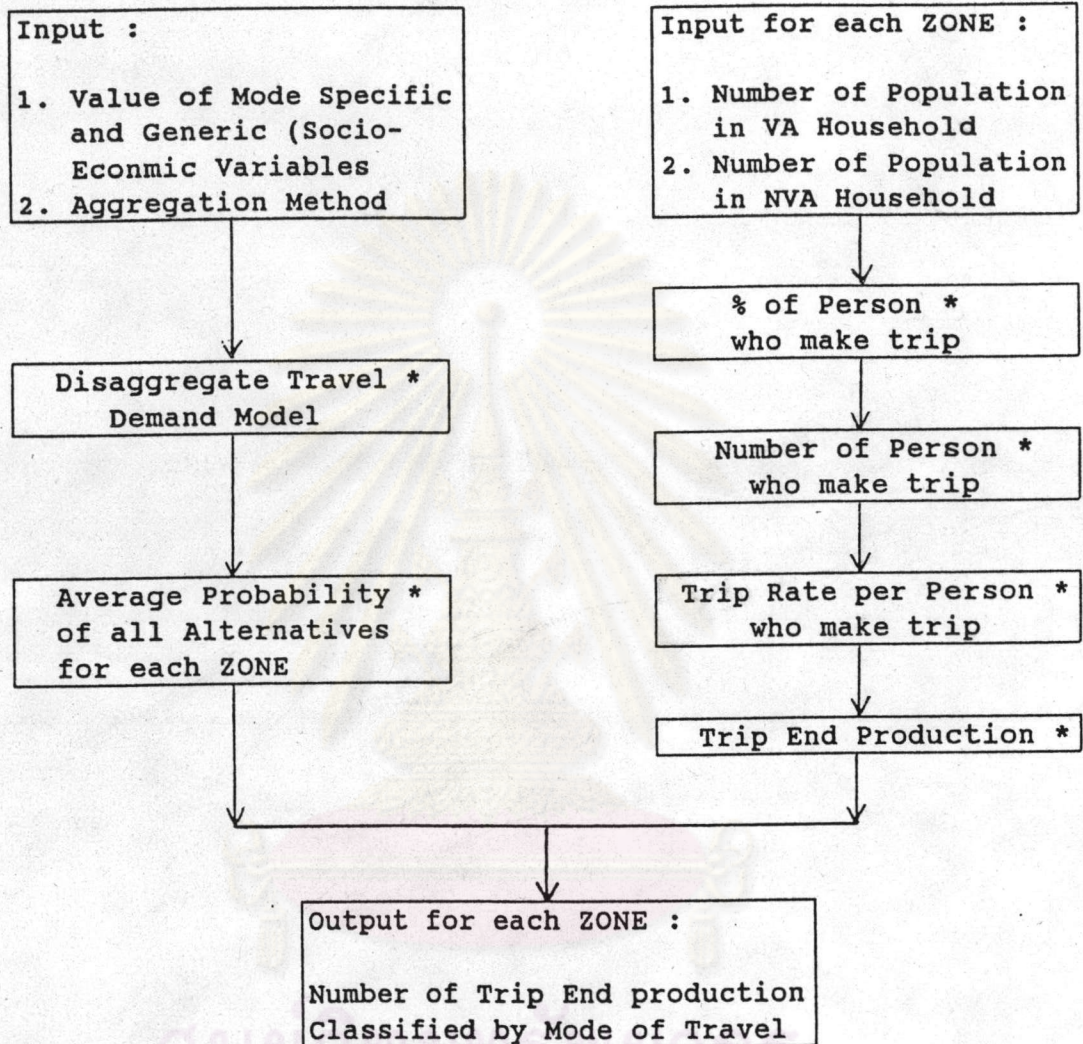 Input :
1. Value of Mode Specific
and Generic (Socio-
Econmic Variables
2. Aggregation Method
Disaggregate Travel *
Demand Model
Average Probability *
of all Alternatives
for each ZONE
Input for each ZONE :
1. Number of Population
in VA Household
2. Number of Population
in NVA Household
% of Person *
who make trip
Number of Person *
who make trip
Trip Rate per Person *
who make trip
Trip End Production *
Output for each ZONE :
Number of Trip End production
Classified by Mode of Travel